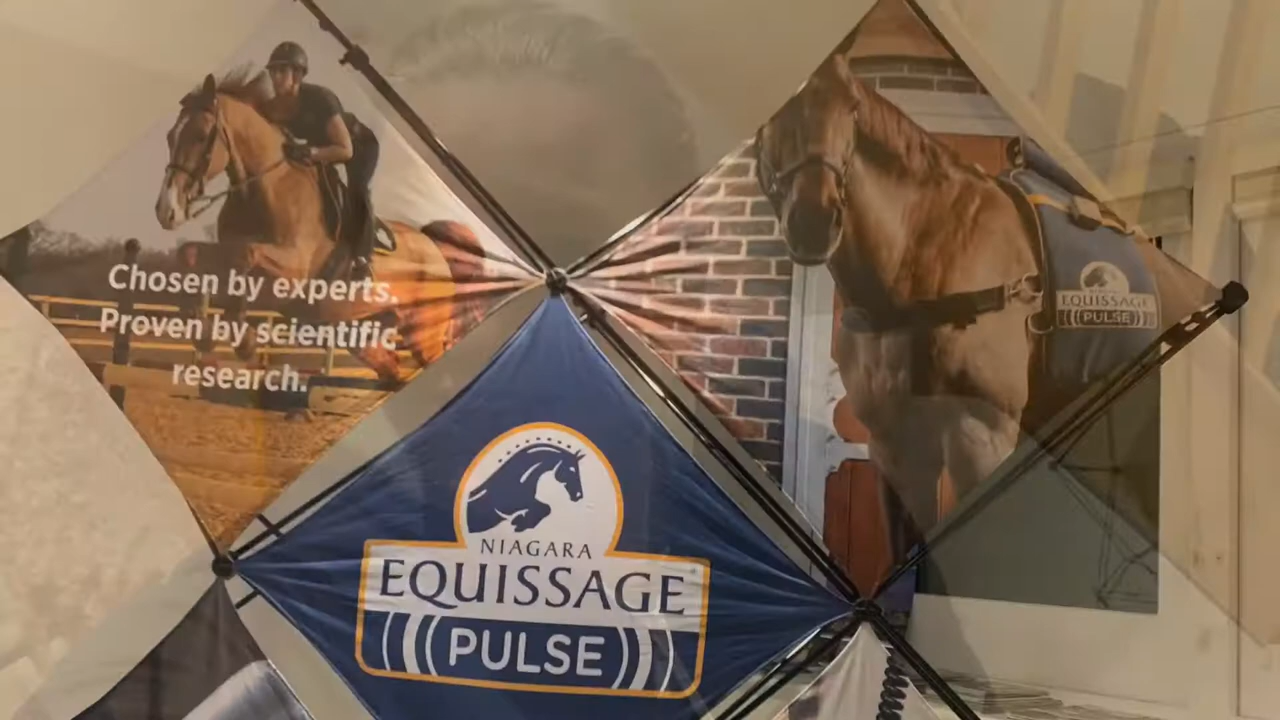 Chosen by experts.
Proven by scientific
research.
EQUISSAGE
PULSE
NIAGARA
EQUISSAGE
PULSE